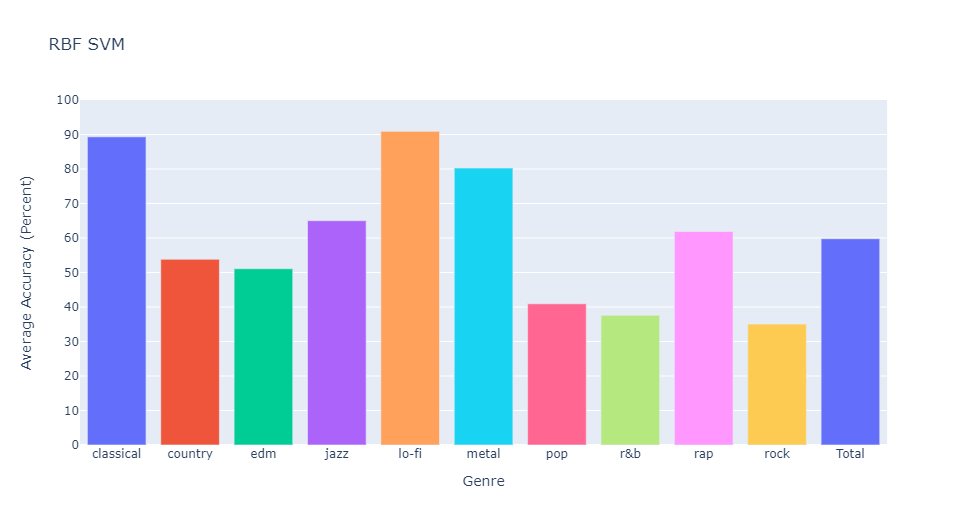 RBF SVM
100
90
80
70
60
50
40
30
20
10
0
Average Accuracy (Percent)
classical country edm jazz lo-fi metal pop r&b rap rock Total
Genre